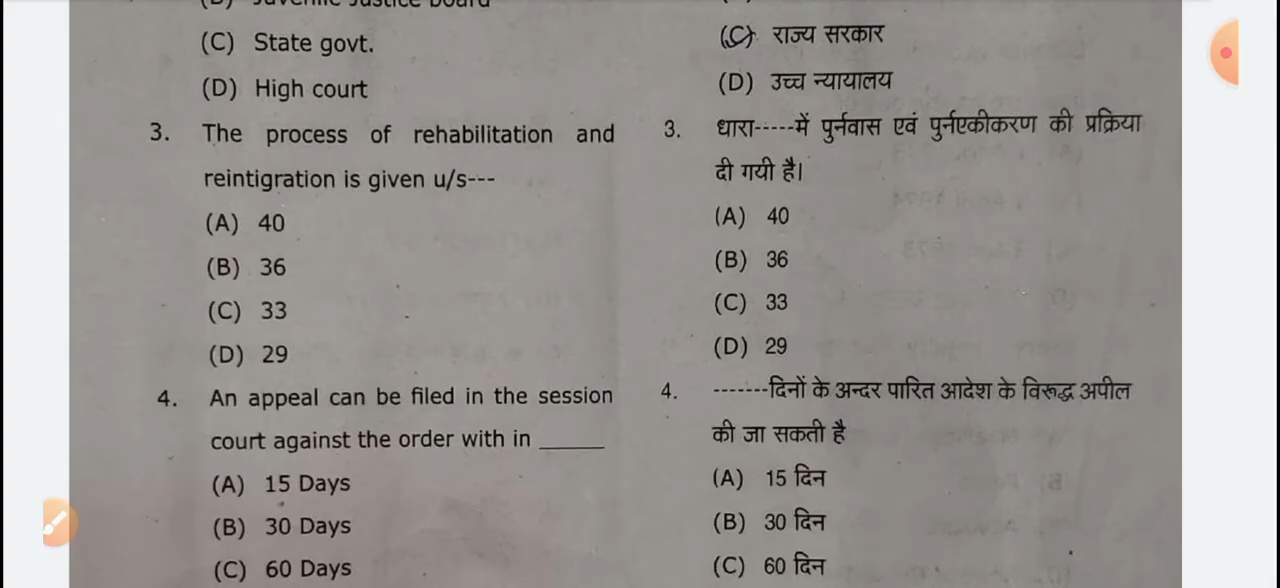 (B) Juvenile Justice Board
(C) State govt.
(D) High court
3. The process of rehabilitation and
reintigration is given u/s---
(A) 40
(B) 36
(C) 33
(D) 29
4. An appeal can be filed in the session
court against the order with in ______
(A) 15 Days
(B) 30 Days
(C) 60 Days
(C) राज्य सरकार
(D) उच्च न्यायालय
3. धारा-----में पुर्नवास एवं पुर्नएकीकरण की प्रक्रिया
दी गयी है।
(A) 40
(B) 36
(C) 33
(D) 29
4. -------दिनों के अन्दर पारित आदेश के विरूद्ध अपील
की जा सकती है
(A) 15 दिन
(B) 30 दिन
(C) 60 दिन